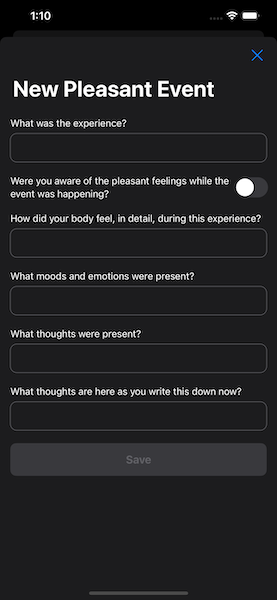 1:10
New Pleasant Event
What was the experience?
Were you aware of the pleasant feelings while the
event was happening?
How did your body feel, in detail, during this experience?
What moods and emotions were present?
What thoughts were present?
What thoughts are here as you write this down now?
Save